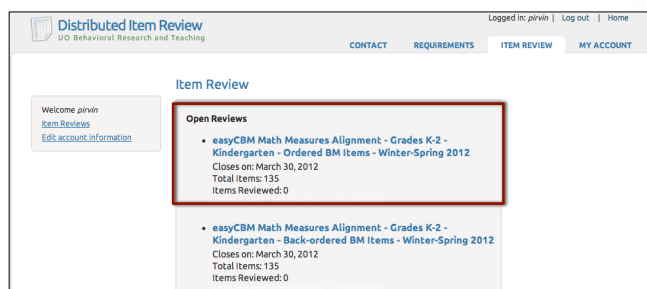 Logged in: pirvin | Log out | Home
Distributed Item Review
UO Behavioral Research and Teaching
CONTACT REQUIREMENTS ITEM REVIEW MY ACCOUNT
Item Review
Welcome pirvin
Item Reviews
Edit account information
Open Reviews
• easyCBM Math Measures Alignment - Grades K-2 -
Kindergarten - Ordered BM Items - Winter-Spring 2012
Closes on: March 30, 2012
Total Items: 135
Items Reviewed: 0
• easyCBM Math Measures Alignment - Grades K-2 -
Kindergarten - Back-ordered BM Items - Winter-Spring 2012
Closes on: March 30, 2012
Total Items: 135
Items Reviewed: 0